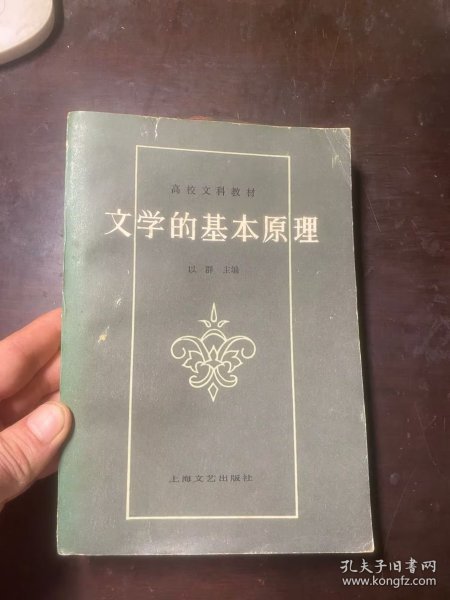 高校文科教材
文学的基本原理
以群 主编
上海文艺出版社
孔夫子旧书网
www.kongfz.com